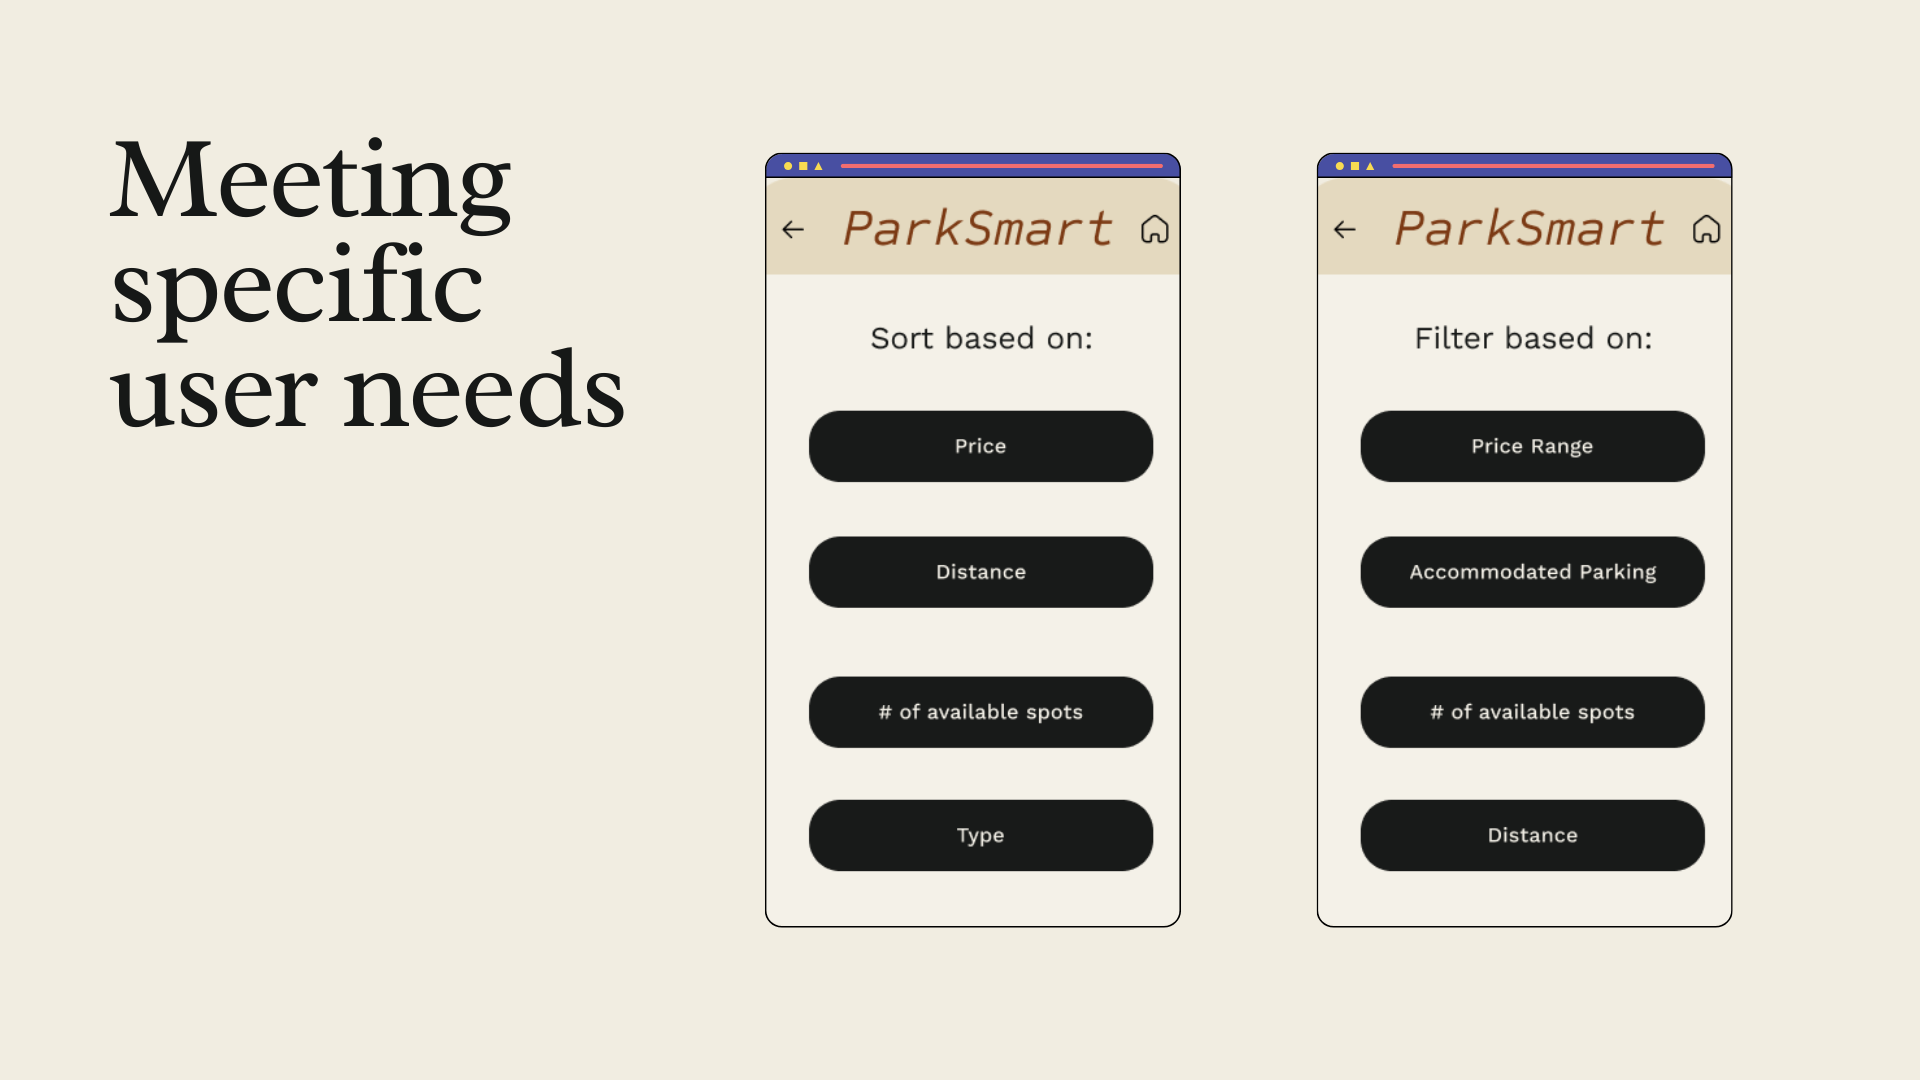 Meeting
specific
user needs
ParkSmart
Sort based on:
Price
Distance
# of available spots
Type
ParkSmart
Filter based on:
Price Range
Accommodated Parking
# of available spots
Distance